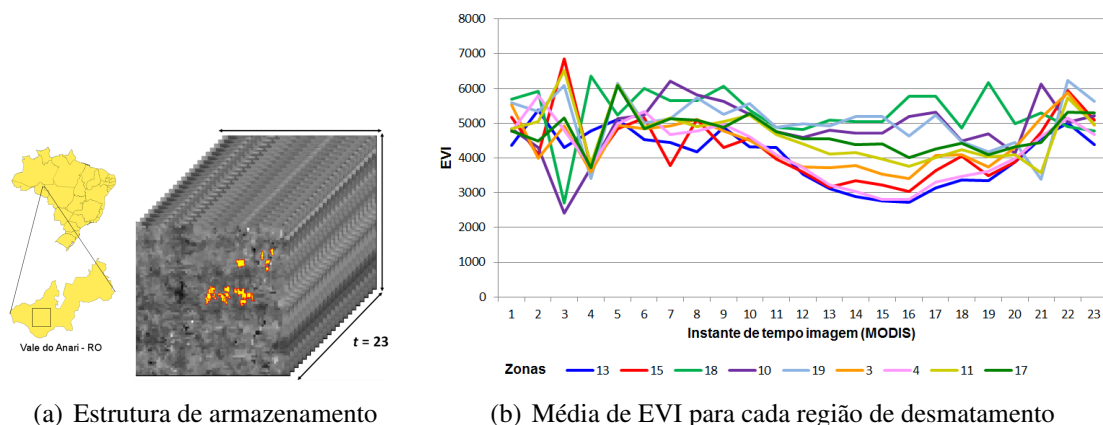 Vale do Anari - RO
t = 23
8000
7000
6000
5000
4000
3000
2000
1000
0
EVI
1 2 3 4 5 6 7 8 9 10 11 12 13 14 15 16 17 18 19 20 21 22 23
Instante de tempo imagem (MODIS)
Zonas 13 15 18 10 19 3 4 11 17
(a) Estrutura de armazenamento
(b) Média de EVI para cada região de desmatamento